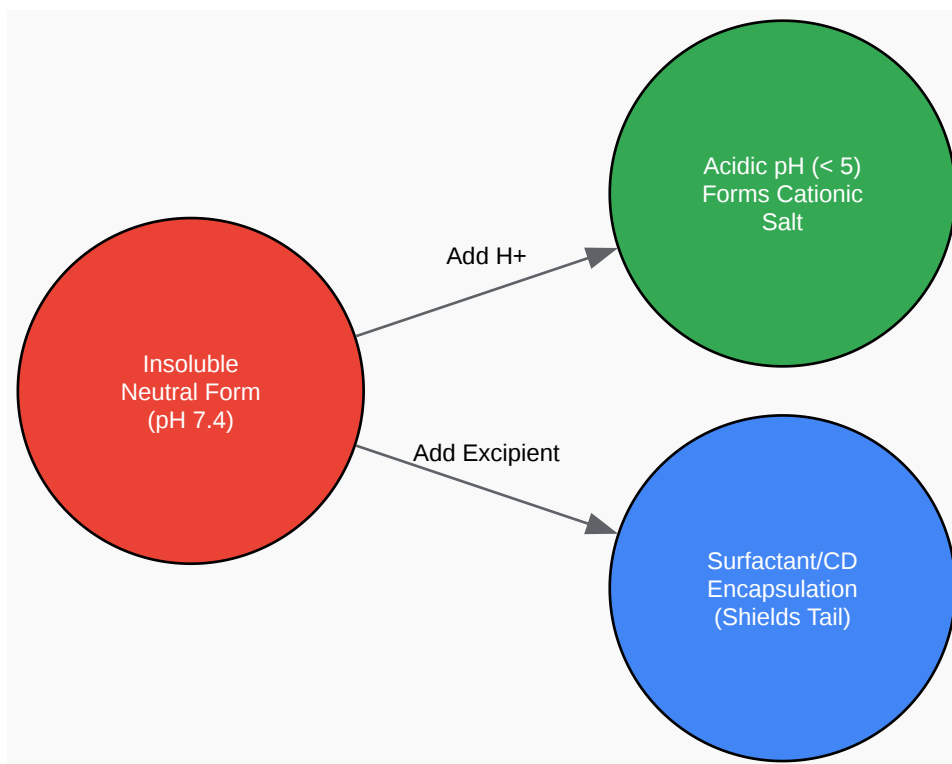 Insoluble
Neutral Form
(pH 7.4)
Add H+
Acidic pH (< 5)
Forms Cationic
Salt
Add Excipient
Surfactant/CD
Encapsulation
(Shields Tail)